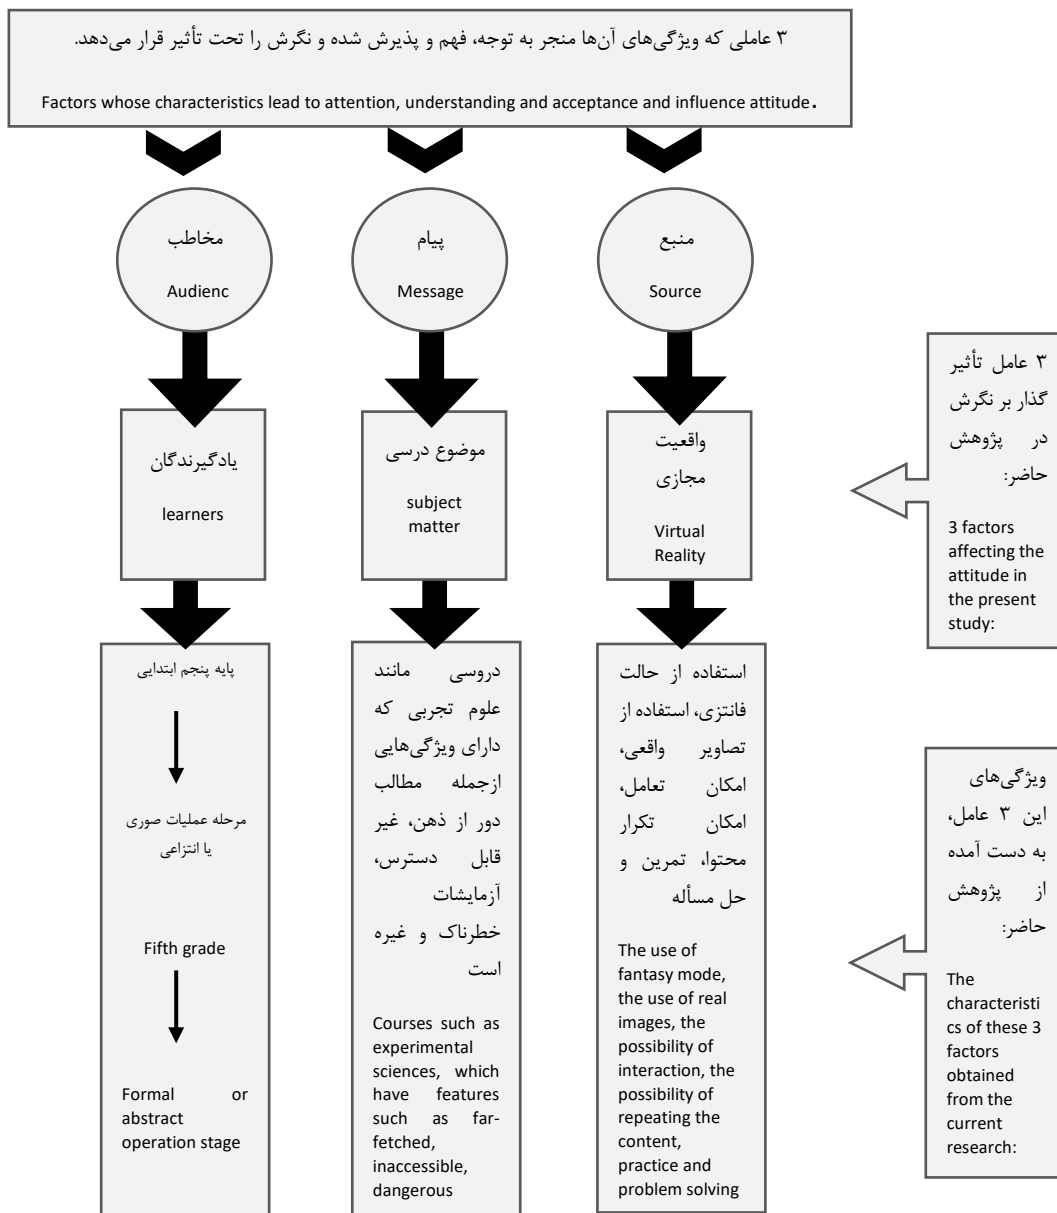 ۳ عاملی که ویژگی‌های آن‌ها منجر به توجه، فهم و پذیرش شده و نگرش را تحت تأثیر قرار می‌دهد.
Factors whose characteristics lead to attention, understanding and acceptance and influence attitude.
منبع
Source
پیام
Message
مخاطب
Audienc
۳ عامل تأثیر
گذار بر نگرش
در پژوهش
حاضر:
3 factors
affecting the
attitude in
the present
study:
واقعیت
مجازی
Virtual
Reality
موضوع درسی
subject
matter
یادگیرندگان
learners
ویژگی‌های
این ۳ عامل،
به دست آمده
از پژوهش
حاضر:
The
characteristi
cs of these 3
factors
obtained
from the
current
research:
استفاده از حالت
فانتزی، استفاده از
تصاویر واقعی،
امکان تعامل،
امکان تکرار
محتوا، تمرین و
حل مسأله
The use of
fantasy mode,
the use of real
images, the
possibility of
interaction, the
possibility of
repeating the
content,
practice and
problem solving
دروسی مانند
علوم تجربی که
دارای ویژگی‌هایی
ازجمله مطالب
دور از ذهن، غیر
قابل دسترس،
آزمایشات
خطرناک و غیره
است
Courses such as
experimental
sciences, which
have features
such as far-
fetched,
inaccessible,
dangerous
پایه پنجم ابتدایی
مرحله عملیات صوری
یا انتزاعی
Fifth grade
Formal or
abstract
operation stage